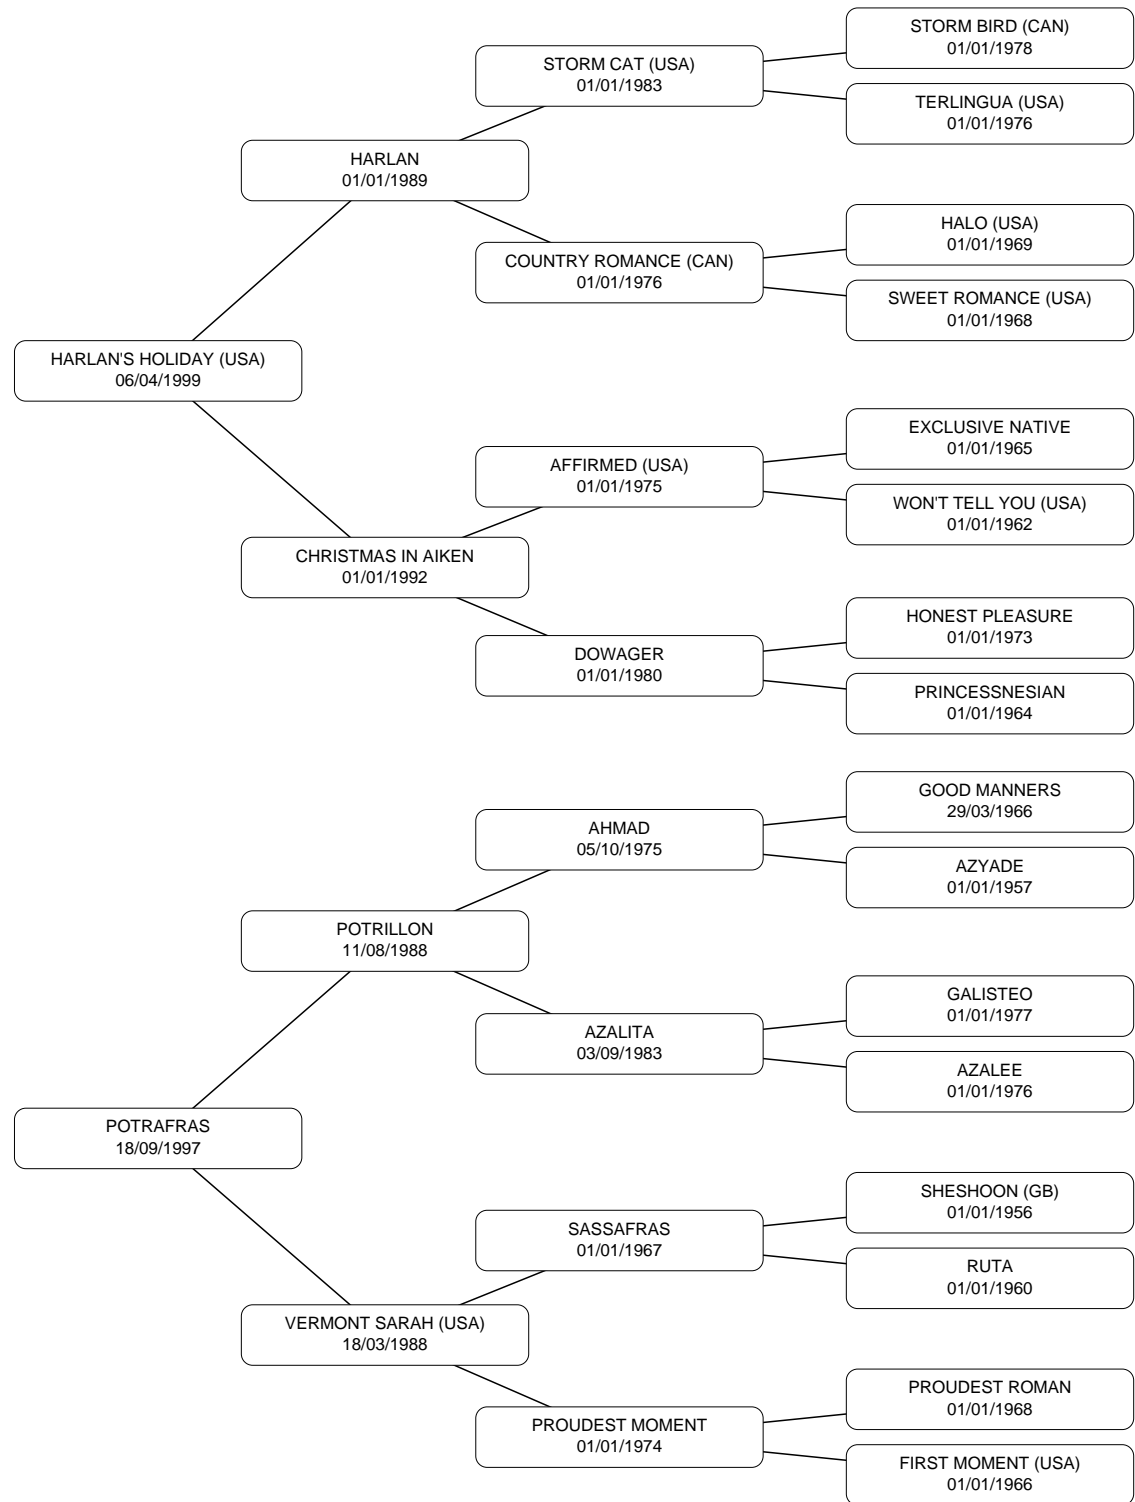 STORM BIRD (CAN)
01/01/1978
STORM CAT (USA)
01/01/1983
TERLINGUA (USA)
01/01/1976
HARLAN
01/01/1989
HALO (USA)
01/01/1969
COUNTRY ROMANCE (CAN)
01/01/1976
SWEET ROMANCE (USA)
01/01/1968
HARLAN'S HOLIDAY (USA)
06/04/1999
EXCLUSIVE NATIVE
01/01/1965
AFFIRMED (USA)
01/01/1975
WON'T TELL YOU (USA)
01/01/1962
CHRISTMAS IN AIKEN
01/01/1992
HONEST PLEASURE
01/01/1973
DOWAGER
01/01/1980
PRINCESSNESIAN
01/01/1964
GOOD MANNERS
29/03/1966
AHMAD
05/10/1975
AZYADE
01/01/1957
POTRILLON
11/08/1988
GALISTEO
01/01/1977
AZALITA
03/09/1983
AZALEE
01/01/1976
POTRAFRAS
18/09/1997
SHESHOON (GB)
01/01/1956
SASSAFRAS
01/01/1967
RUTA
01/01/1960
VERMONT SARAH (USA)
18/03/1988
PROUDEST ROMAN
01/01/1968
PROUDEST MOMENT
01/01/1974
FIRST MOMENT (USA)
01/01/1966